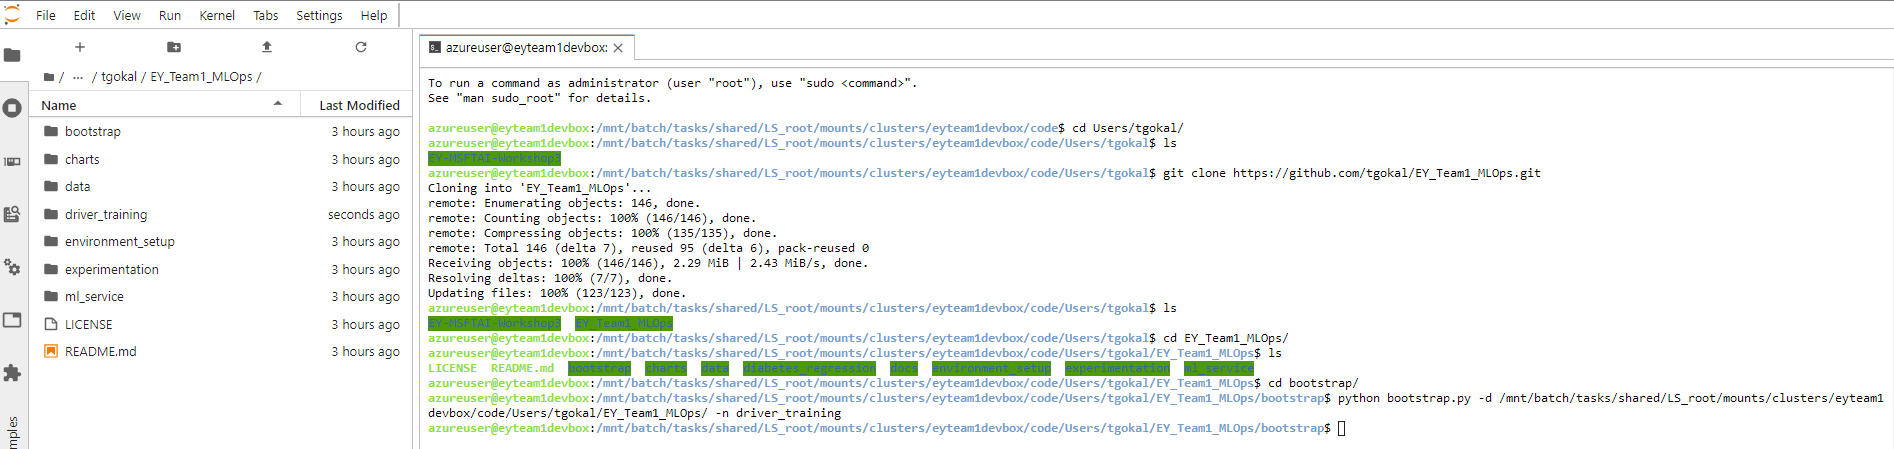 File Edit View Run Kernel Tabs Settings Help
azureuser@eyteam1devbox:
/ ... / tgokal / EY_Team1_MLOps /
Name Last Modified
bootstrap 3 hours ago
charts 3 hours ago
data 3 hours ago
driver_training seconds ago
environment_setup 3 hours ago
experimentation 3 hours ago
ml_service 3 hours ago
LICENSE 3 hours ago
README.md 3 hours ago
mples
To run a command as administrator (user "root"), use "sudo <command>".
See "man sudo_root" for details.
azureuser@eyteam1devbox:/mnt/batch/tasks/shared/LS_root/mounts/clusters/eyteam1devbox/code$ cd Users/tgokal/
azureuser@eyteam1devbox:/mnt/batch/tasks/shared/LS_root/mounts/clusters/eyteam1devbox/code/Users/tgokal$ ls
EY-MSFTAI-Workshop3
azureuser@eyteam1devbox:/mnt/batch/tasks/shared/LS_root/mounts/clusters/eyteam1devbox/code/Users/tgokal$ git clone https://github.com/tgokal/EY_Team1_MLOps.git
Cloning into 'EY_Team1_MLOps'...
remote: Enumerating objects: 146, done.
remote: Counting objects: 100% (146/146), done.
remote: Compressing objects: 100% (135/135), done.
remote: Total 146 (delta 7), reused 95 (delta 6), pack-reused 0
Receiving objects: 100% (146/146), 2.29 MiB | 2.43 MiB/s, done.
Resolving deltas: 100% (7/7), done.
Updating files: 100% (123/123), done.
azureuser@eyteam1devbox:/mnt/batch/tasks/shared/LS_root/mounts/clusters/eyteam1devbox/code/Users/tgokal$ ls
EY-MSFTAI-Workshop3 EY_Team1_MLOps
azureuser@eyteam1devbox:/mnt/batch/tasks/shared/LS_root/mounts/clusters/eyteam1devbox/code/Users/tgokal$ cd EY_Team1_MLOps/
azureuser@eyteam1devbox:/mnt/batch/tasks/shared/LS_root/mounts/clusters/eyteam1devbox/code/Users/tgokal/EY_Team1_MLOps$ ls
LICENSE README.md bootstrap charts data diabetes_regression docs environment_setup experimentation ml_service
azureuser@eyteam1devbox:/mnt/batch/tasks/shared/LS_root/mounts/clusters/eyteam1devbox/code/Users/tgokal/EY_Team1_MLOps$ cd bootstrap/
azureuser@eyteam1devbox:/mnt/batch/tasks/shared/LS_root/mounts/clusters/eyteam1devbox/code/Users/tgokal/EY_Team1_MLOps/bootstrap$ python bootstrap.py -d /mnt/batch/tasks/shared/LS_root/mounts/clusters/eyteam1
devbox/code/Users/tgokal/EY_Team1_MLOps/ -n driver_training
azureuser@eyteam1devbox:/mnt/batch/tasks/shared/LS_root/mounts/clusters/eyteam1devbox/code/Users/tgokal/EY_Team1_MLOps/bootstrap$